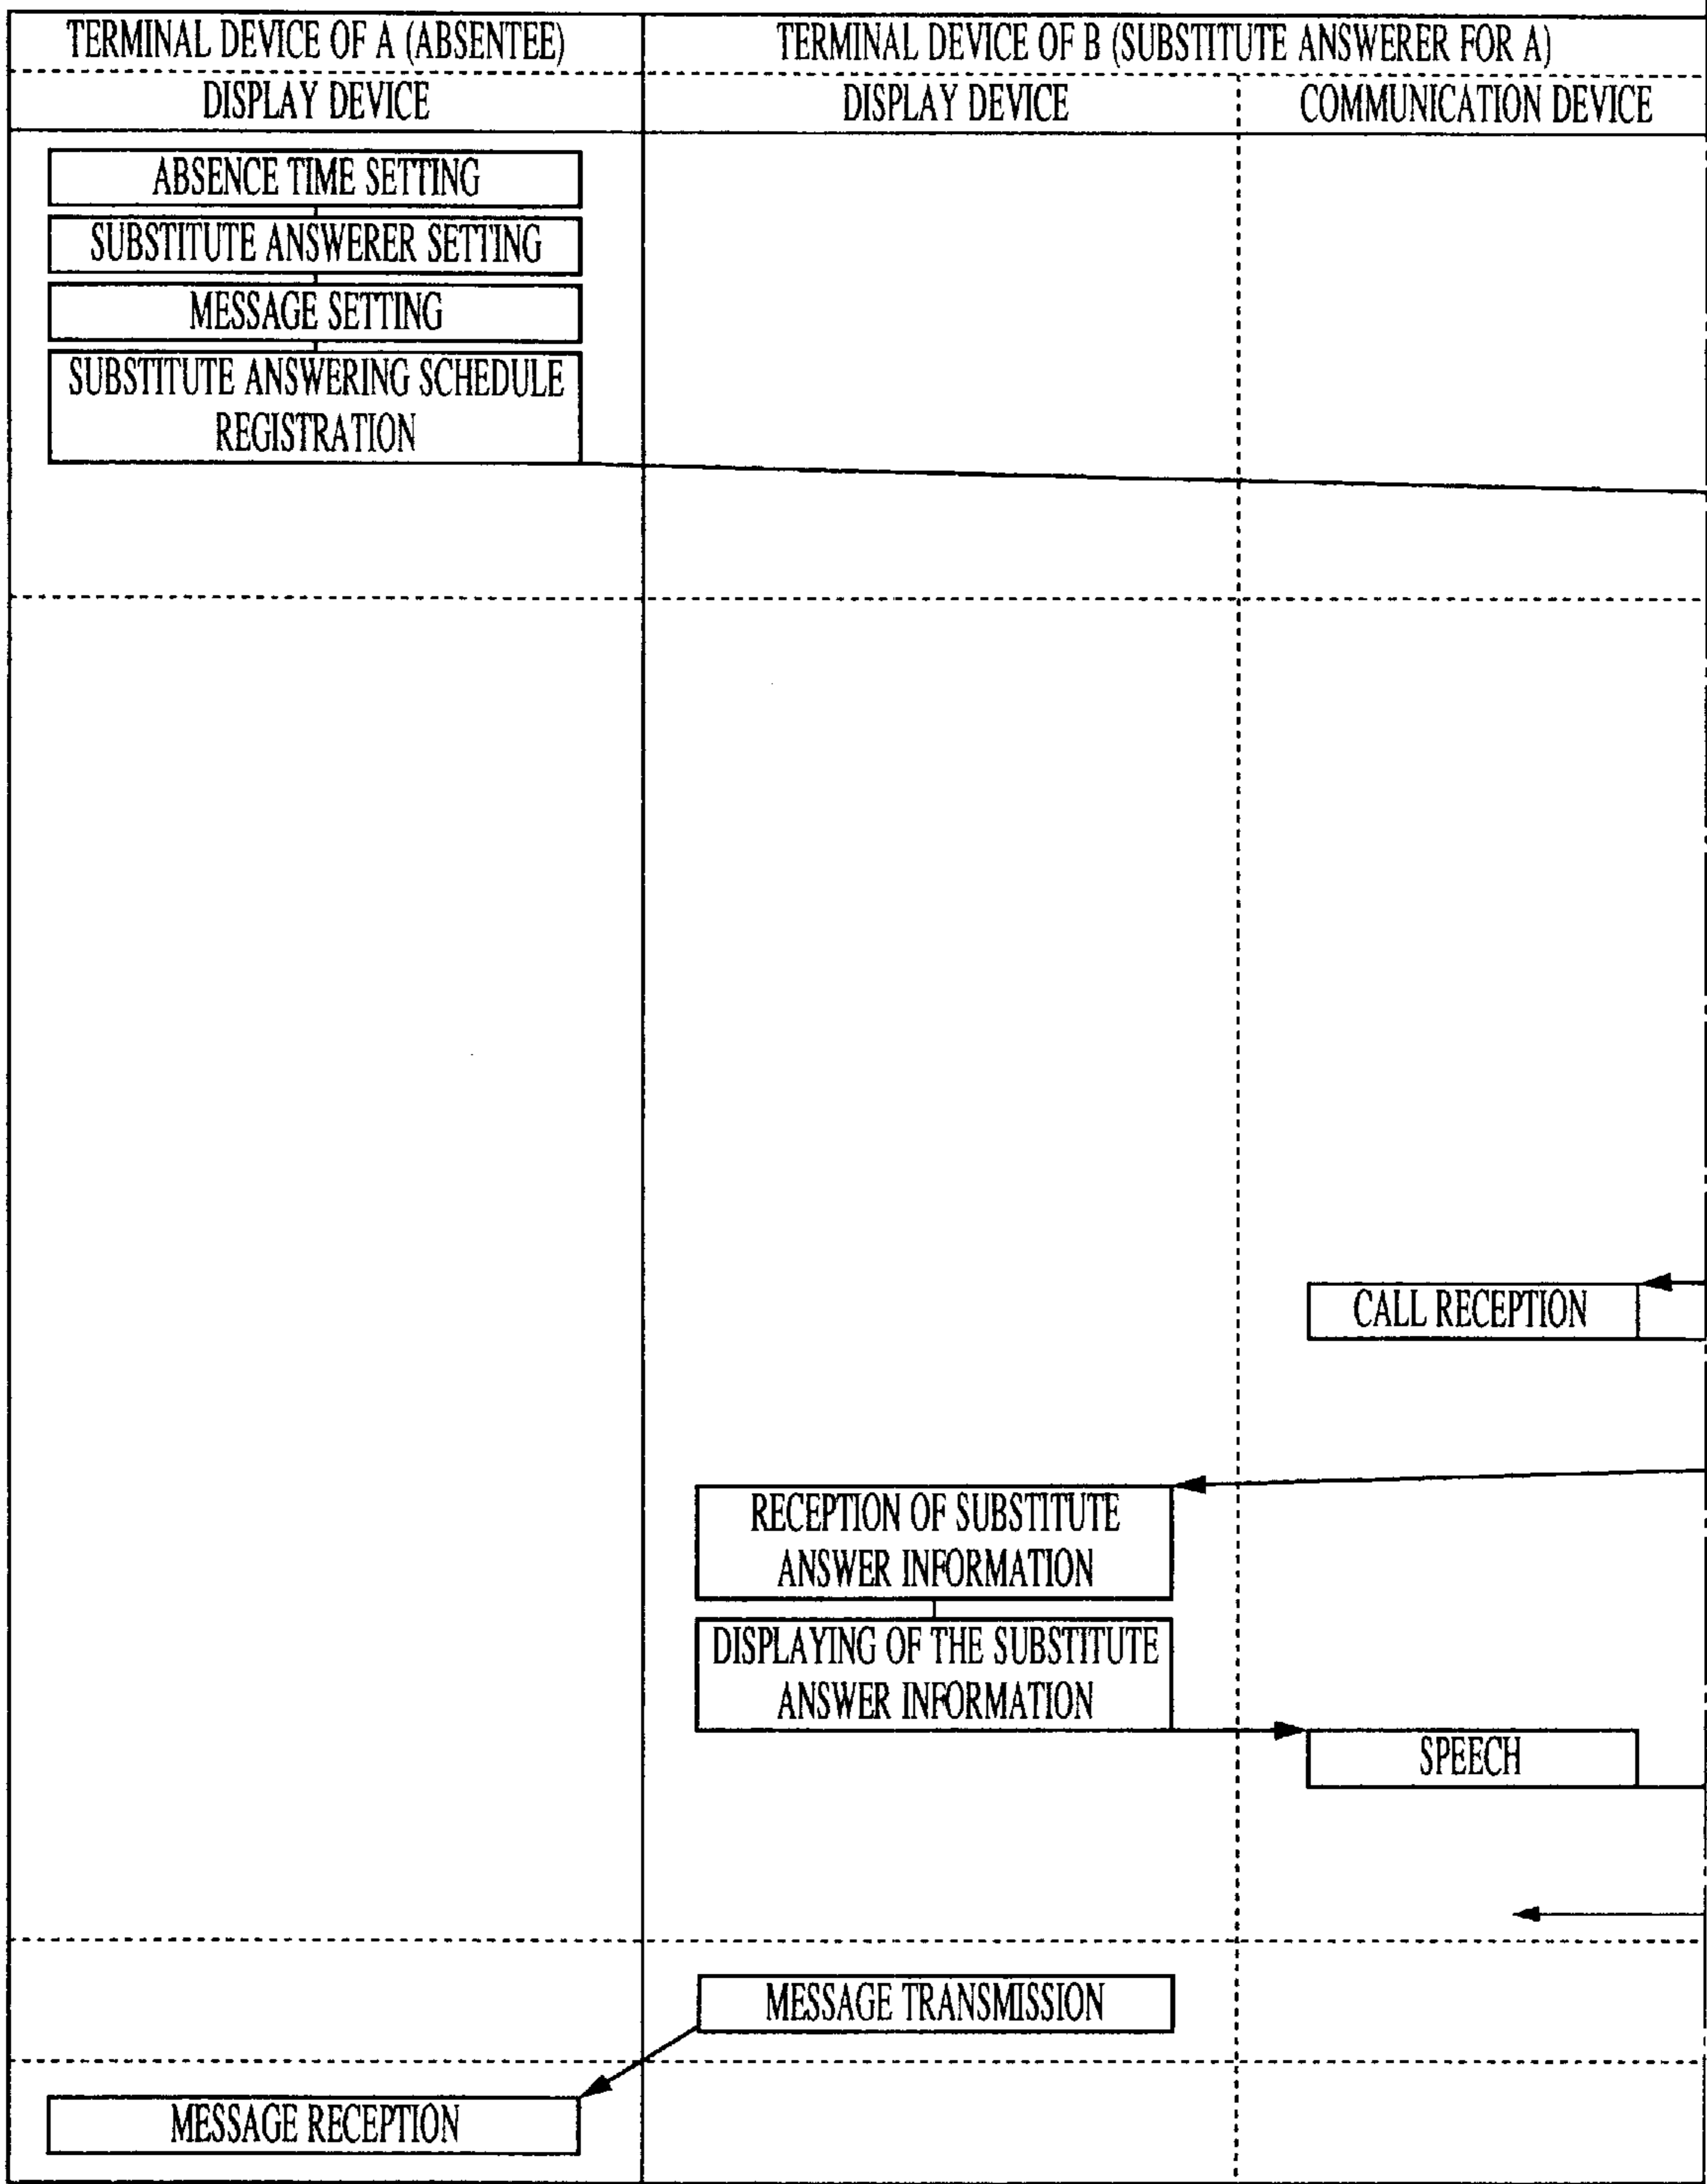 TERMINAL DEVICE OF A (ABSENTEE)
TERMINAL DEVICE OF B (SUBSTITUTE ANSWERER FOR A)
DISPLAY DEVICE
DISPLAY DEVICE
COMMUNICATION DEVICE
ABSENCE TIME SETTING
SUBSTITUTE ANSWERER SETTING
MESSAGE SETTING
SUBSTITUTE ANSWERING SCHEDULE
REGISTRATION
CALL RECEPTION
RECEPTION OF SUBSTITUTE
ANSWER INFORMATION
DISPLAYING OF THE SUBSTITUTE
ANSWER INFORMATION
SPEECH
MESSAGE TRANSMISSION
MESSAGE RECEPTION